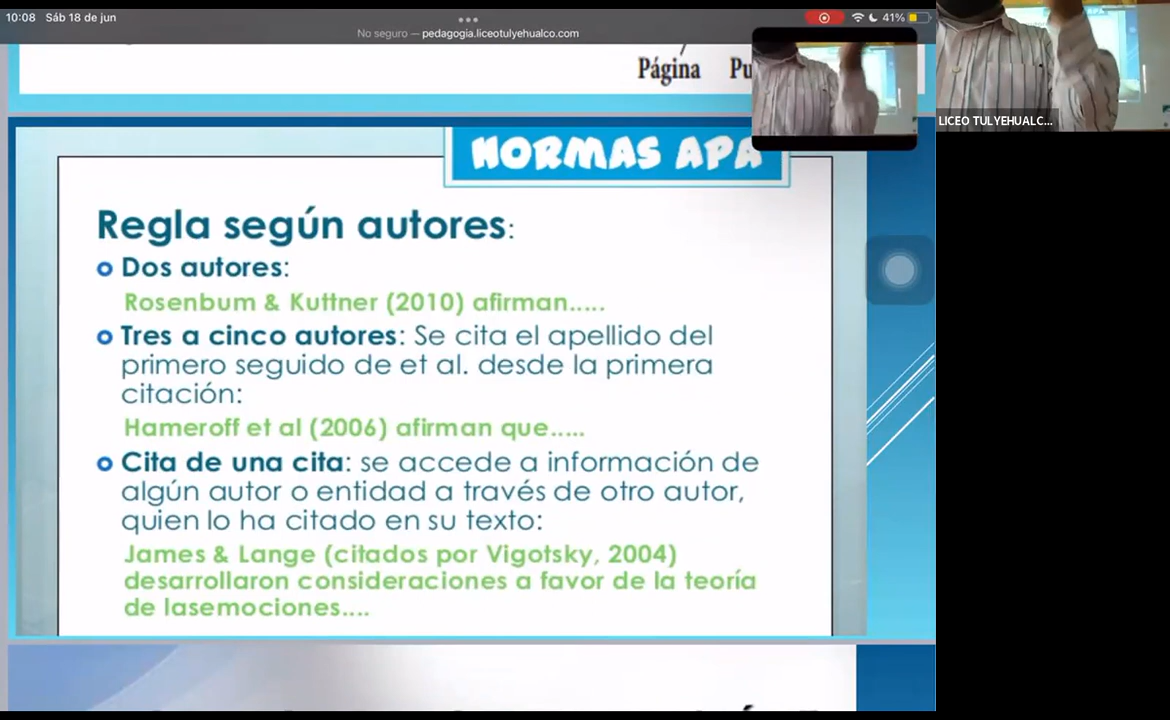 10:08 Sáb 18 de jun
41%
No seguro — pedagogia.liceotulyehualco.com
Página
LICEO TULYEHUALC...
NORMAS APA
Regla según autores:
Dos autores:
Rosenbum & Kuttner (2010) afirman.....
Tres a cinco autores: Se cita el apellido del
primero seguido de et al. desde la primera
citación:
Hameroff et al (2006) afirman que.....
Cita de una cita: se accede a información de
algún autor o entidad a través de otro autor,
quien lo ha citado en su texto:
James & Lange (citados por Vigotsky, 2004)
desarrollaron consideraciones a favor de la teoría
de lasemociones....